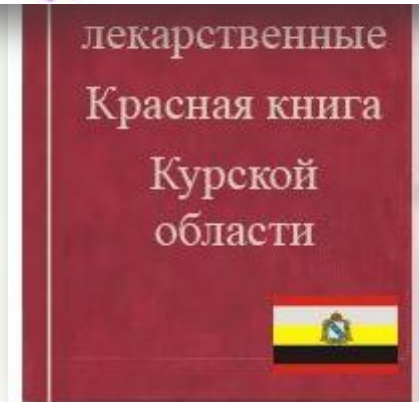 лекарственные
Красная книга
Курской
области